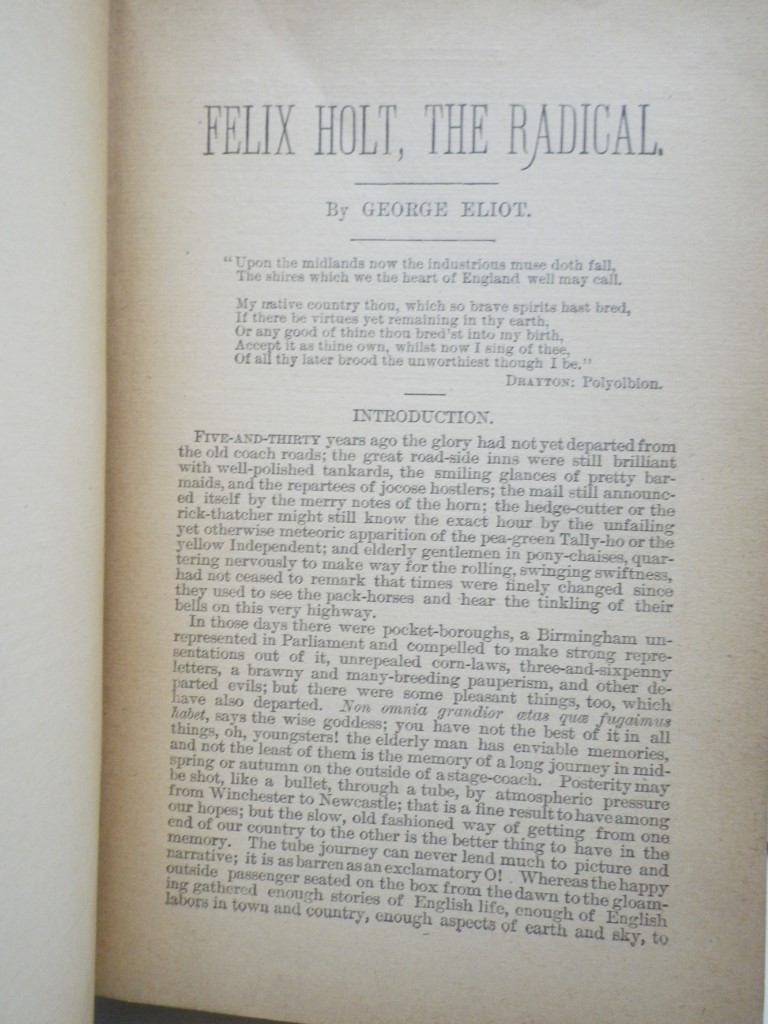 FELIX HOLT, THE RADICAL.
By GEORGE ELIOT.
“Upon the midlands now the industrious muse doth fall,
The shires which we the heart of England well may call.
My native country thou, which so brave spirits hast bred,
If there be virtues yet remaining in thy earth,
Or any good of thine thou bred'st into my birth,
Accept it as thine own, whilst now I sing of thee,
Of all thy later brood the unworthiest though I be.”
DRAYTON: Polyolbion.
INTRODUCTION.
FIVE-AND-THIRTY years ago the glory had not yet departed from
the old coach roads; the great road-side inns were still brilliant
with well-polished tankards, the smiling glances of pretty bar-
maids, and the repartees of jocose hostlers; the mail still announc-
ed itself by the merry notes of the horn; the hedge-cutter or the
rick-thatcher might still know the exact hour by the unfailing
yet otherwise meteoric apparition of the pea-green Tally-ho or the
yellow Independent; and elderly gentlemen in pony-chaises, quar-
tering nervously to make way for the rolling, swinging swiftness,
had not ceased to remark that times were finely changed since
they used to see the pack-horses and hear the tinkling of their
bells on this very highway.
In those days there were pocket-boroughs, a Birmingham un-
represented in Parliament and compelled to make strong repre-
sentations out of it, unrepealed corn-laws, three-and-sixpenny
letters, a brawny and many-breeding pauperism, and other de-
parted evils; but there were some pleasant things, too, which
have also departed. Non omnia grandior ætas quæ fugaimus
habet, says the wise goddess; you have not the best of it in all
things, oh, youngsters! the elderly man has enviable memories,
and not the least of them is the memory of a long journey in mid-
spring or autumn on the outside of a stage-coach. Posterity may
be shot, like a bullet, through a tube, by atmospheric pressure
from Winchester to Newcastle; that is a fine result to have among
our hopes; but the slow, old fashioned way of getting from one
end of our country to the other is the better thing to have in the
memory. The tube journey can never lend much to picture and
narrative; it is as barren as an exclamatory O! Whereas the happy
outside passenger seated on the box from the dawn to the gloam-
ing gathered enough stories of English life, enough of English
labors in town and country, enough aspects of earth and sky, to